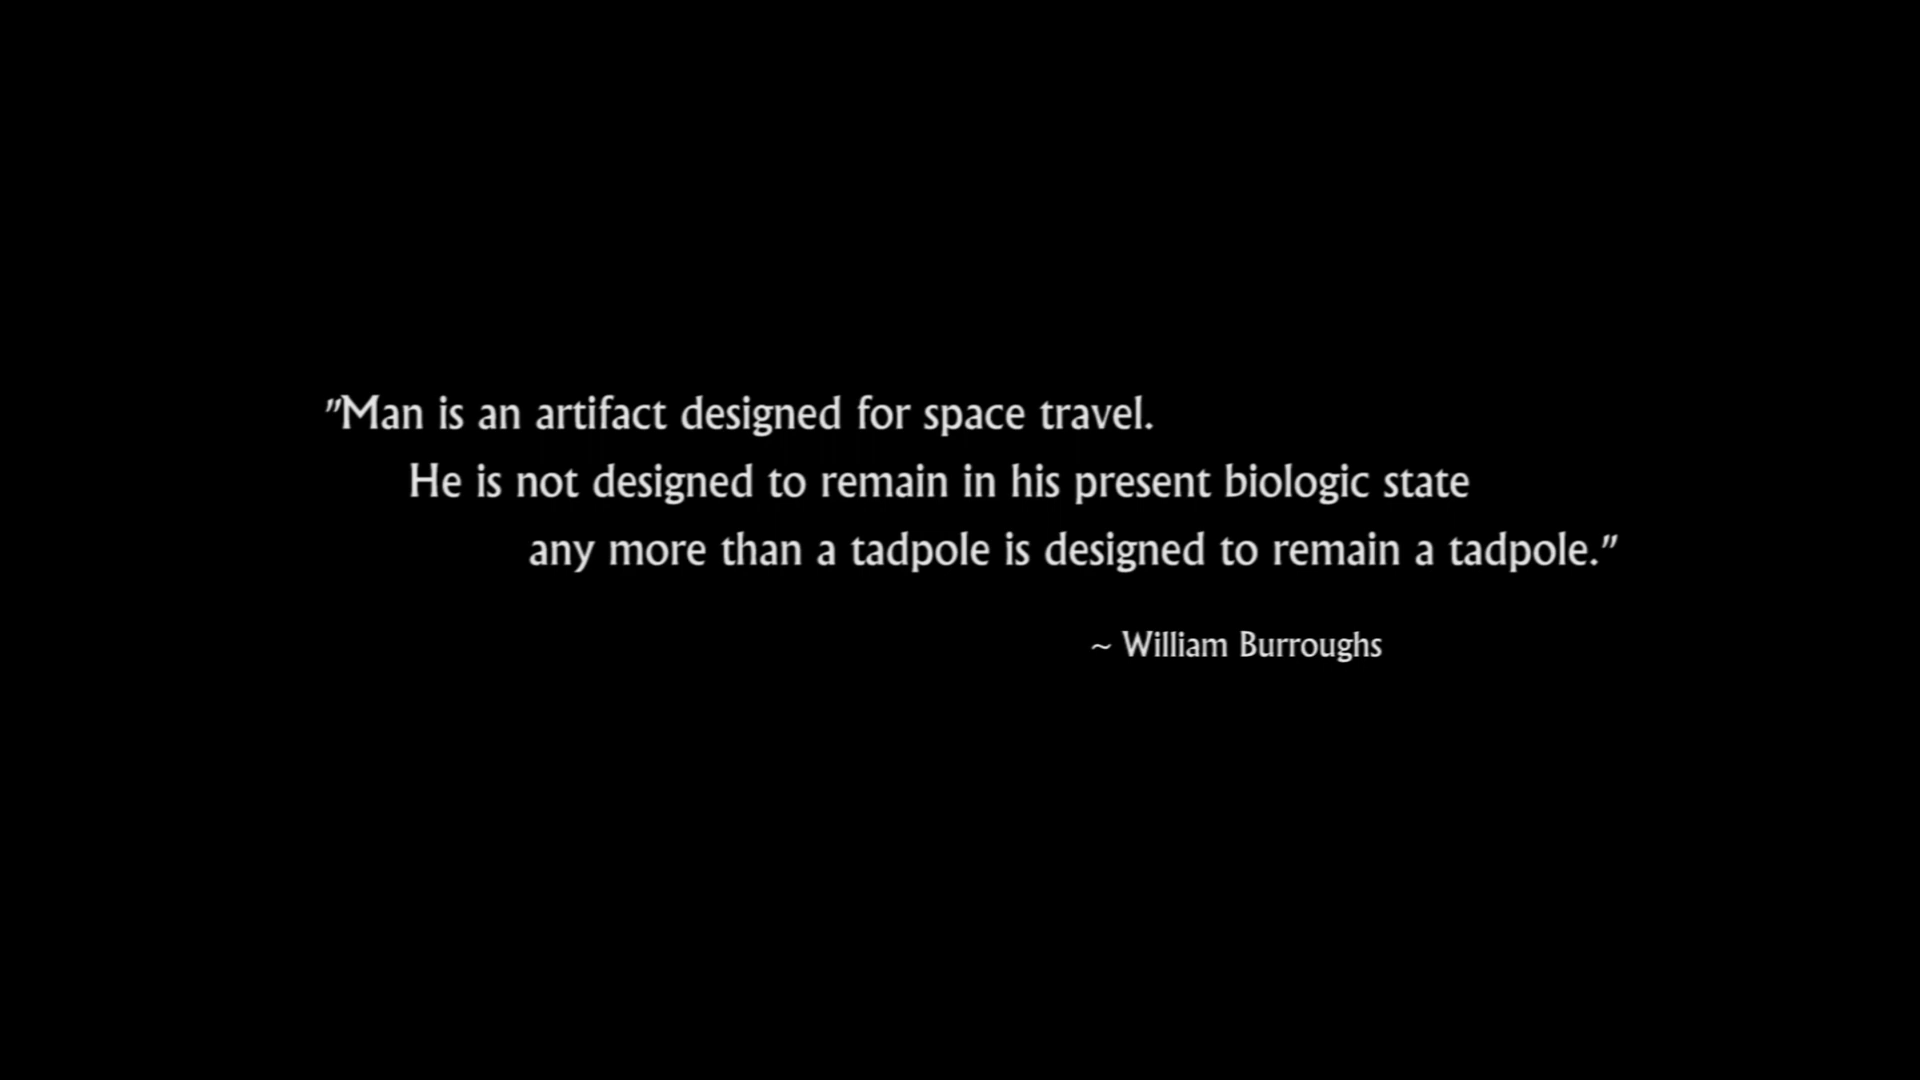 "Man is an artifact designed for space travel.
He is not designed to remain in his present biologic state
any more than a tadpole is designed to remain a tadpole."
~ William Burroughs